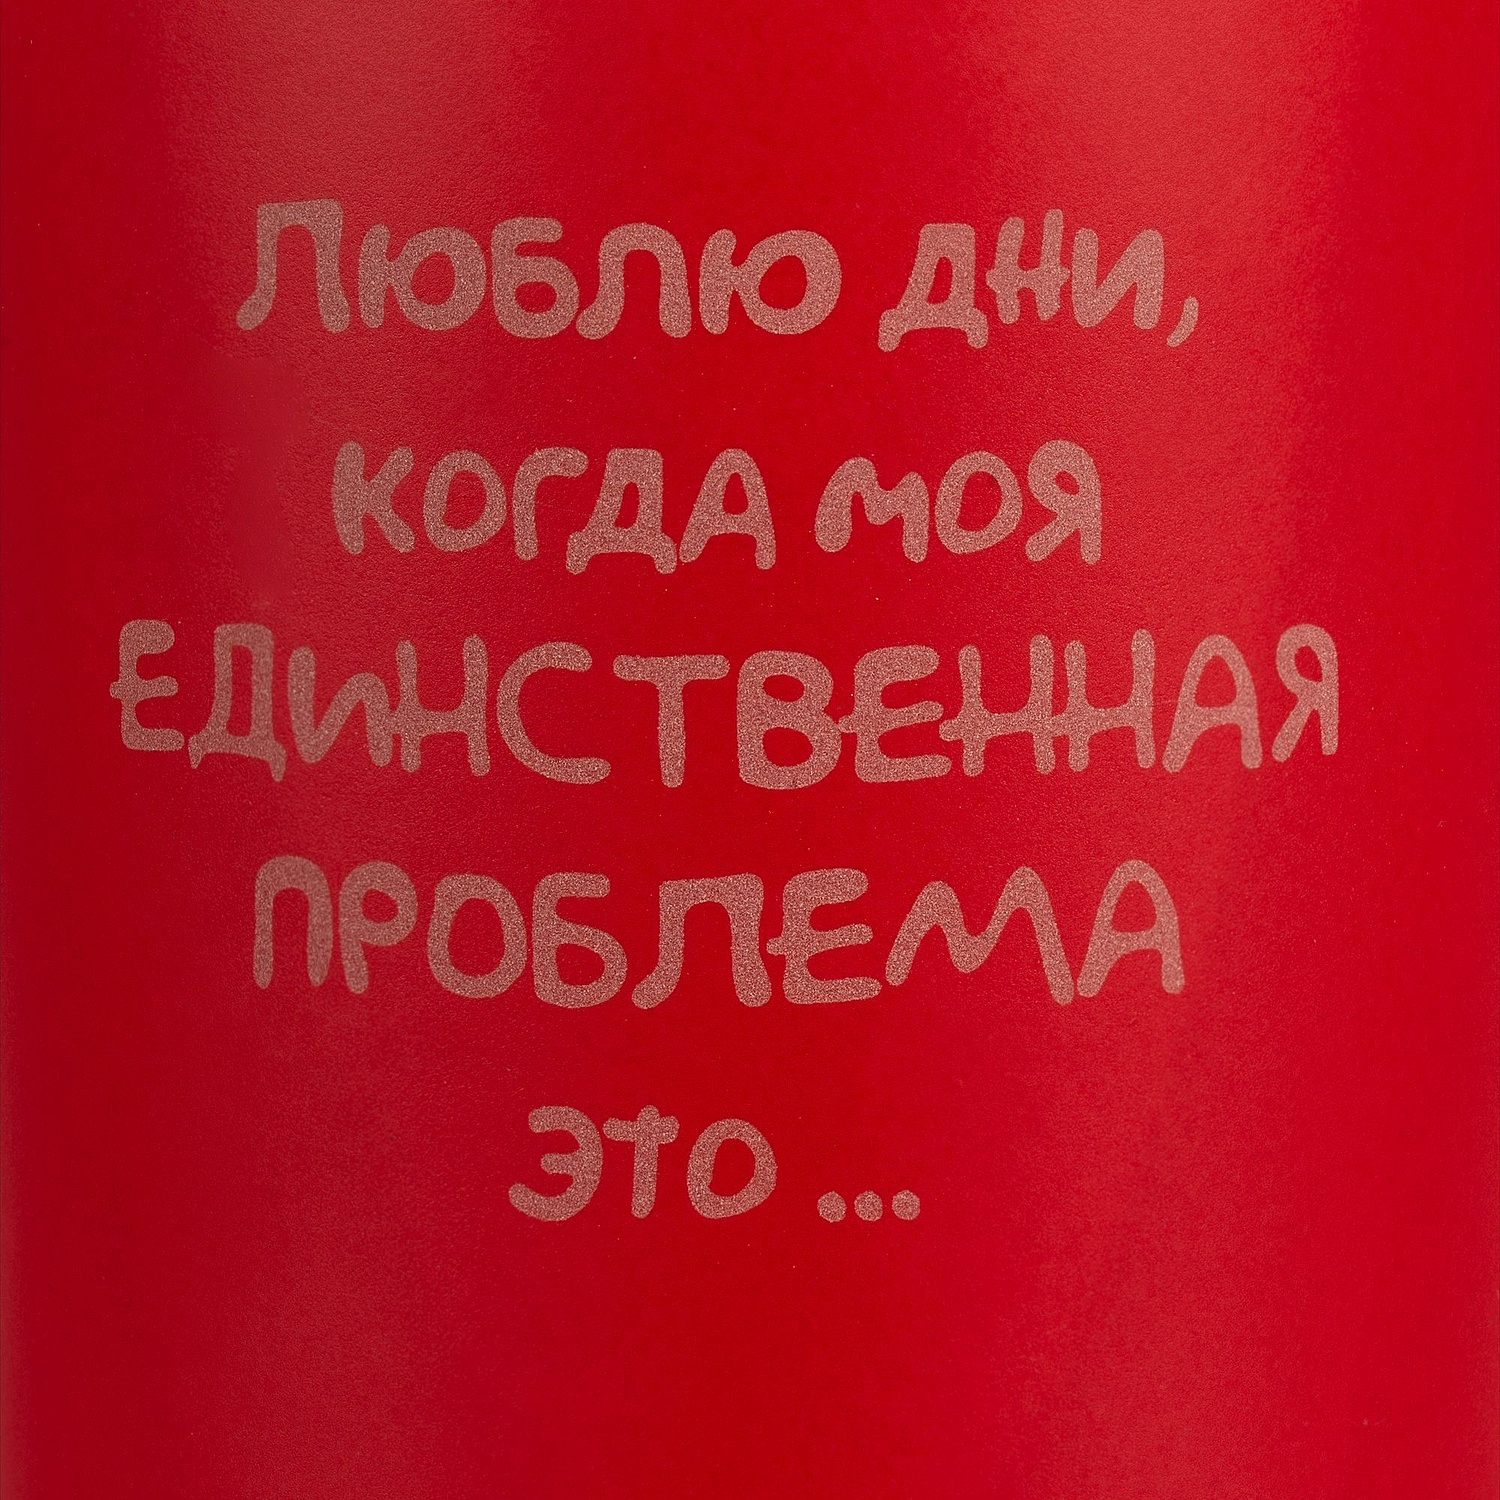 Люблю дни,
когда моя
единственная
проблема
это ...